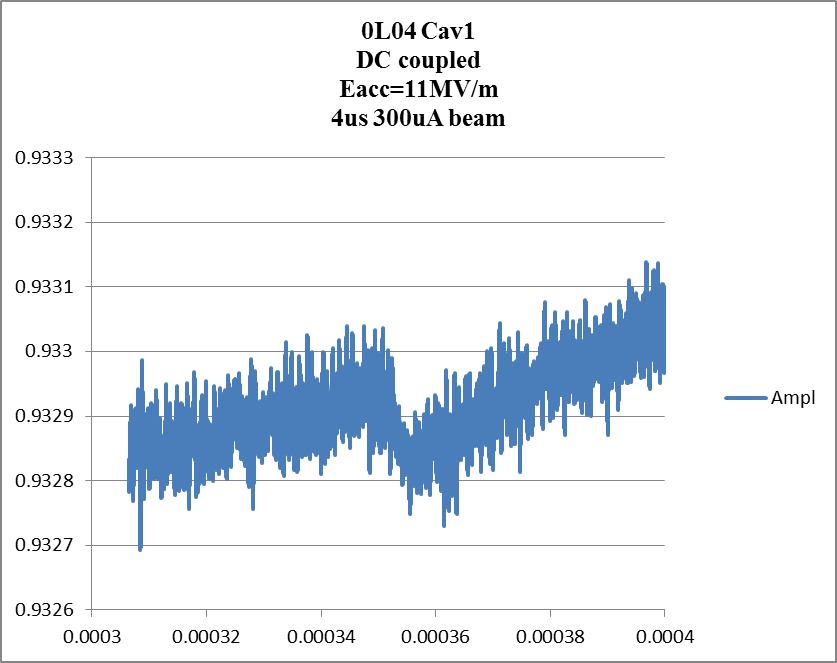 0L04 Cav1
DC coupled
Eacc=11MV/m
4us 300uA beam
0.9333
0.9332
0.9331
0.933
0.9329
0.9328
0.9327
0.9326
0.0003 0.00032 0.00034 0.00036 0.00038 0.0004
Ampl